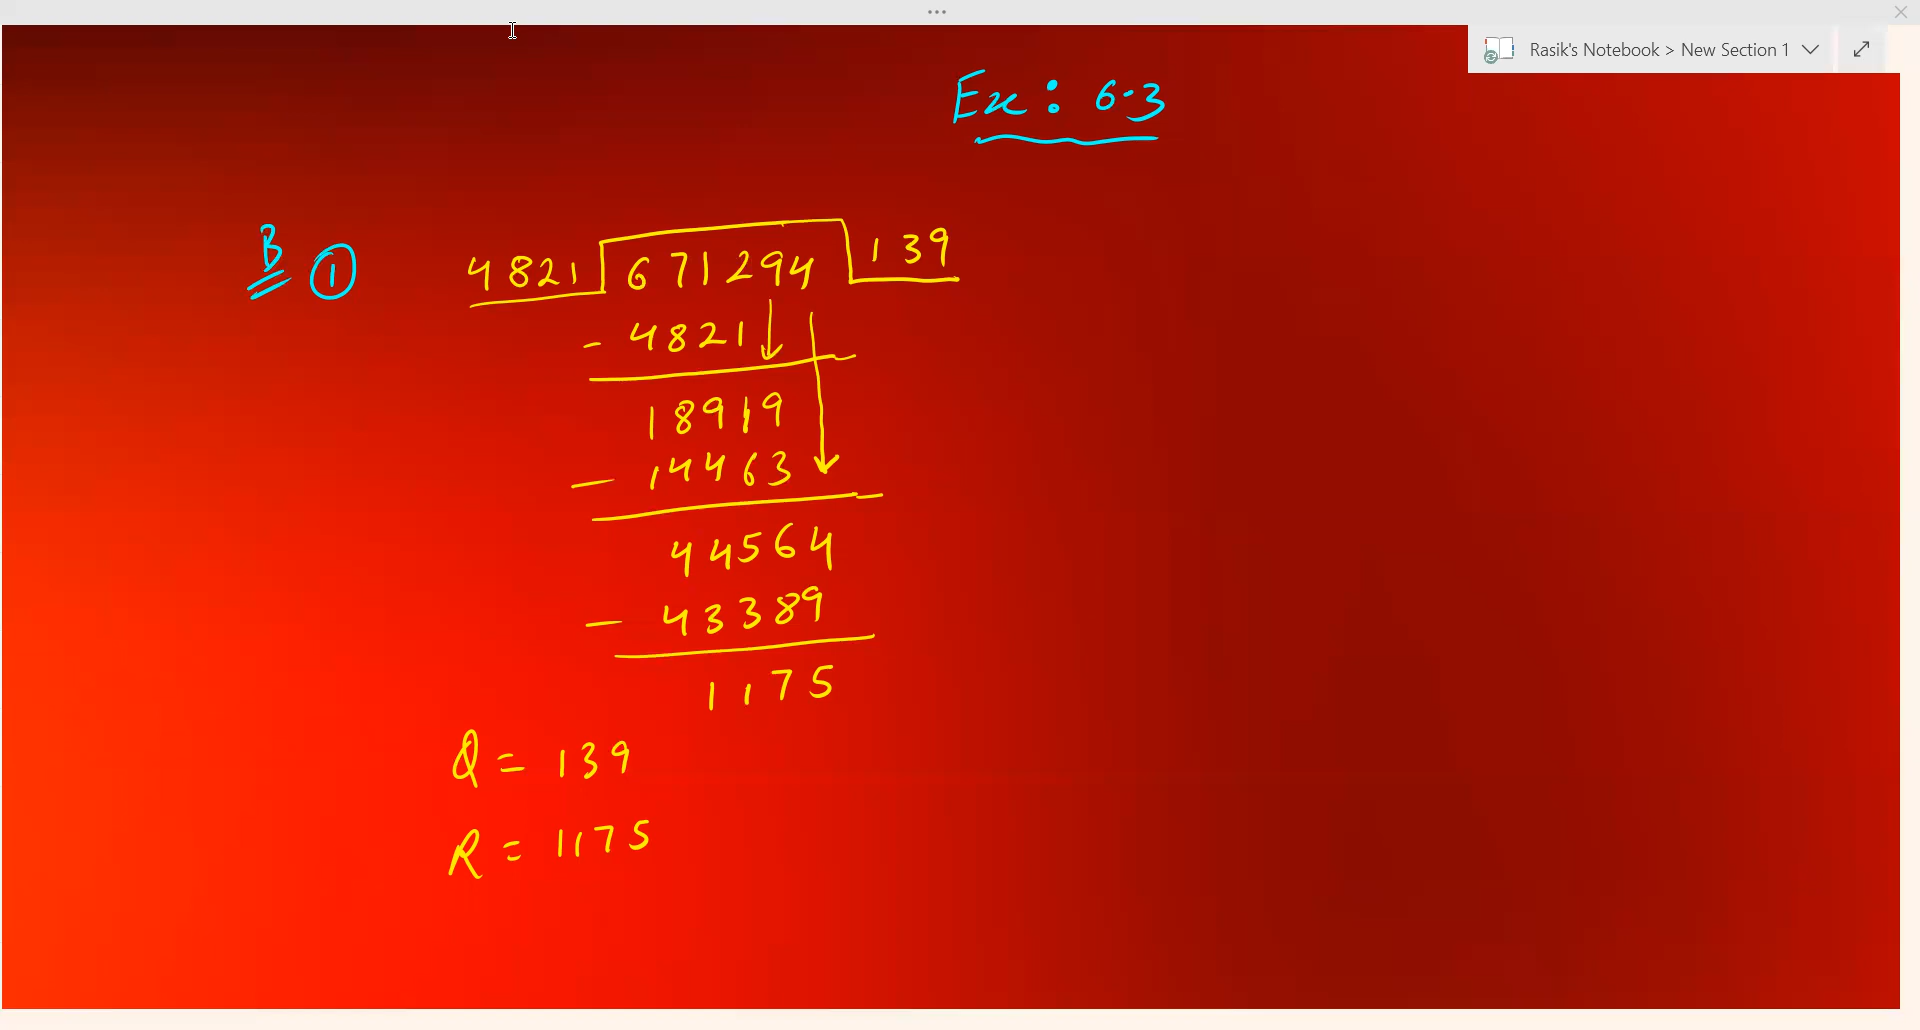 ...
Rasik's Notebook > New Section 1
Ex : 6.3
B ① 4821 671294 139
- 4821
18919
- 14463
44564
- 43389
1175
Q = 139
R = 1175